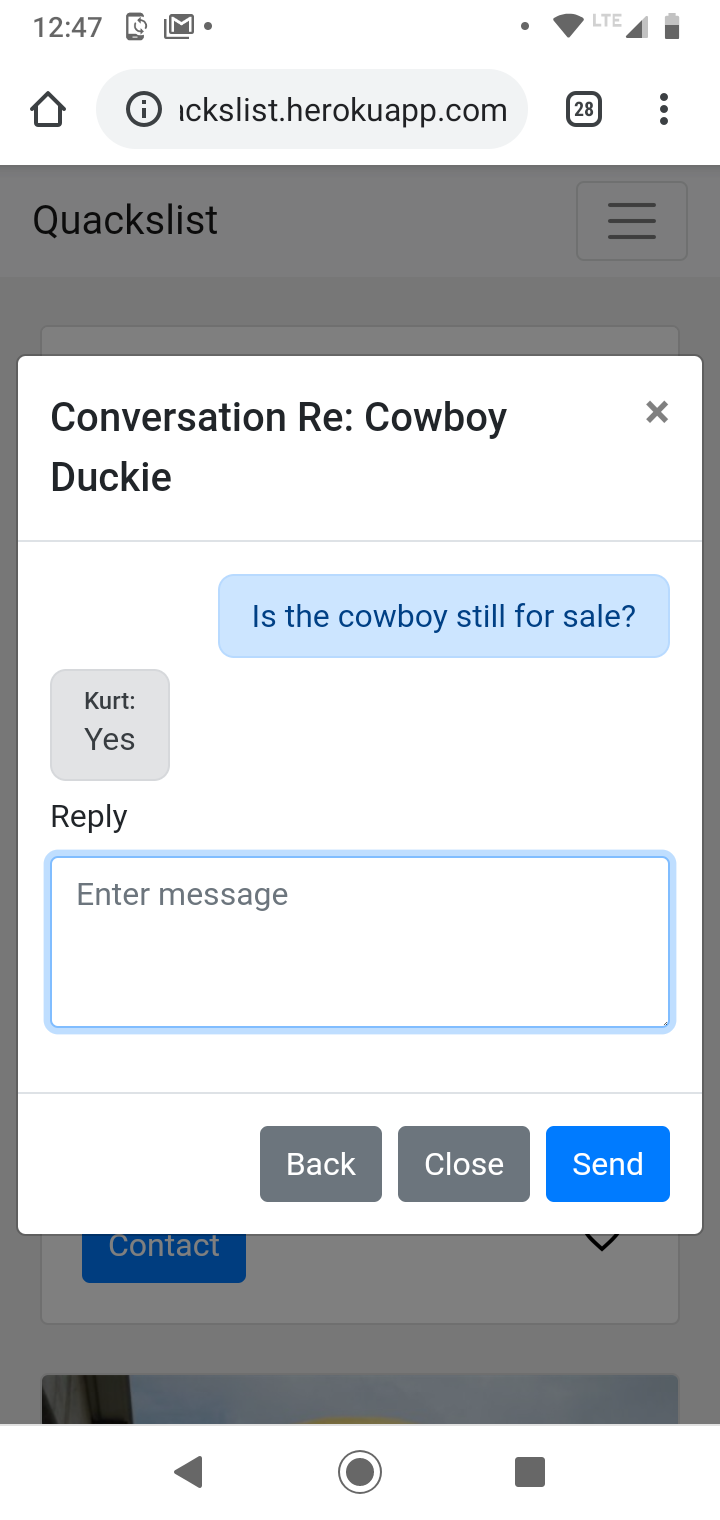 12:47
LTE
ackslist.herokuapp.com
28
Quackslist
Conversation Re: Cowboy
Duckie
×
Is the cowboy still for sale?
Kurt:
Yes
Reply
Enter message
Back
Close
Send
Contact